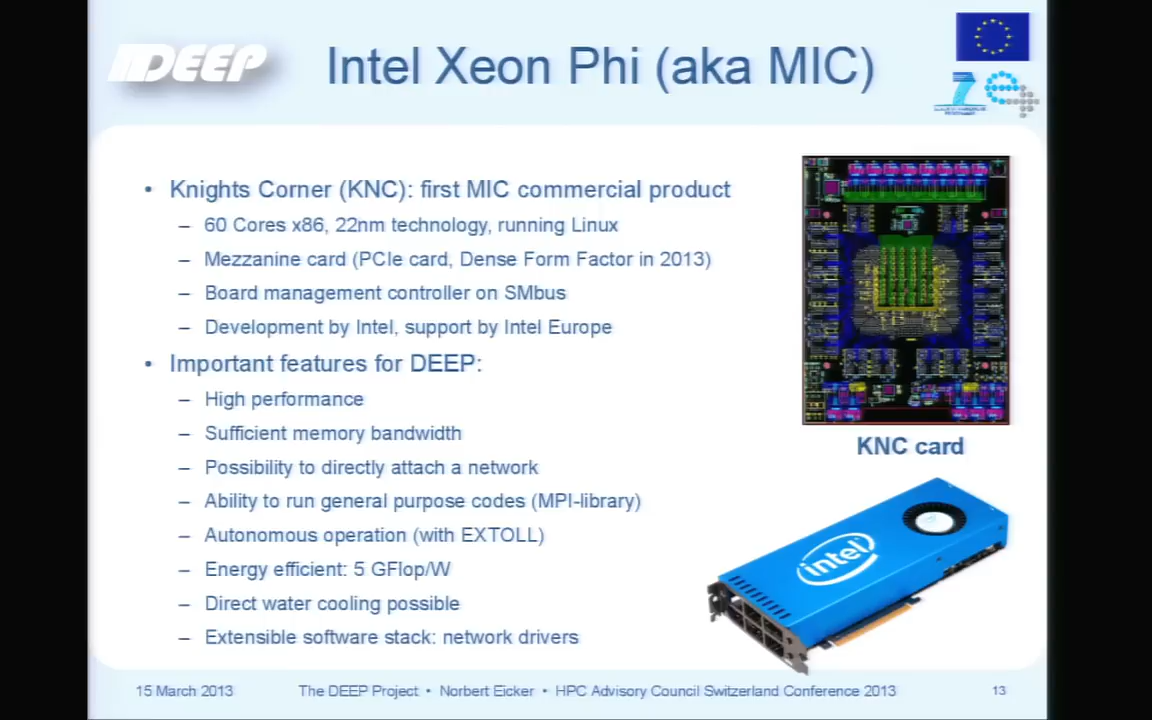 DEEP
Intel Xeon Phi (aka MIC)
• Knights Corner (KNC): first MIC commercial product
– 60 Cores x86, 22nm technology, running Linux
– Mezzanine card (PCIe card, Dense Form Factor in 2013)
– Board management controller on SMbus
– Development by Intel, support by Intel Europe
• Important features for DEEP:
– High performance
– Sufficient memory bandwidth
– Possibility to directly attach a network
– Ability to run general purpose codes (MPI-library)
– Autonomous operation (with EXTOLL)
– Energy efficient: 5 GFlop/W
– Direct water cooling possible
– Extensible software stack: network drivers
KNC card
intel
15 March 2013
The DEEP Project • Norbert Eicker • HPC Advisory Council Switzerland Conference 2013
13